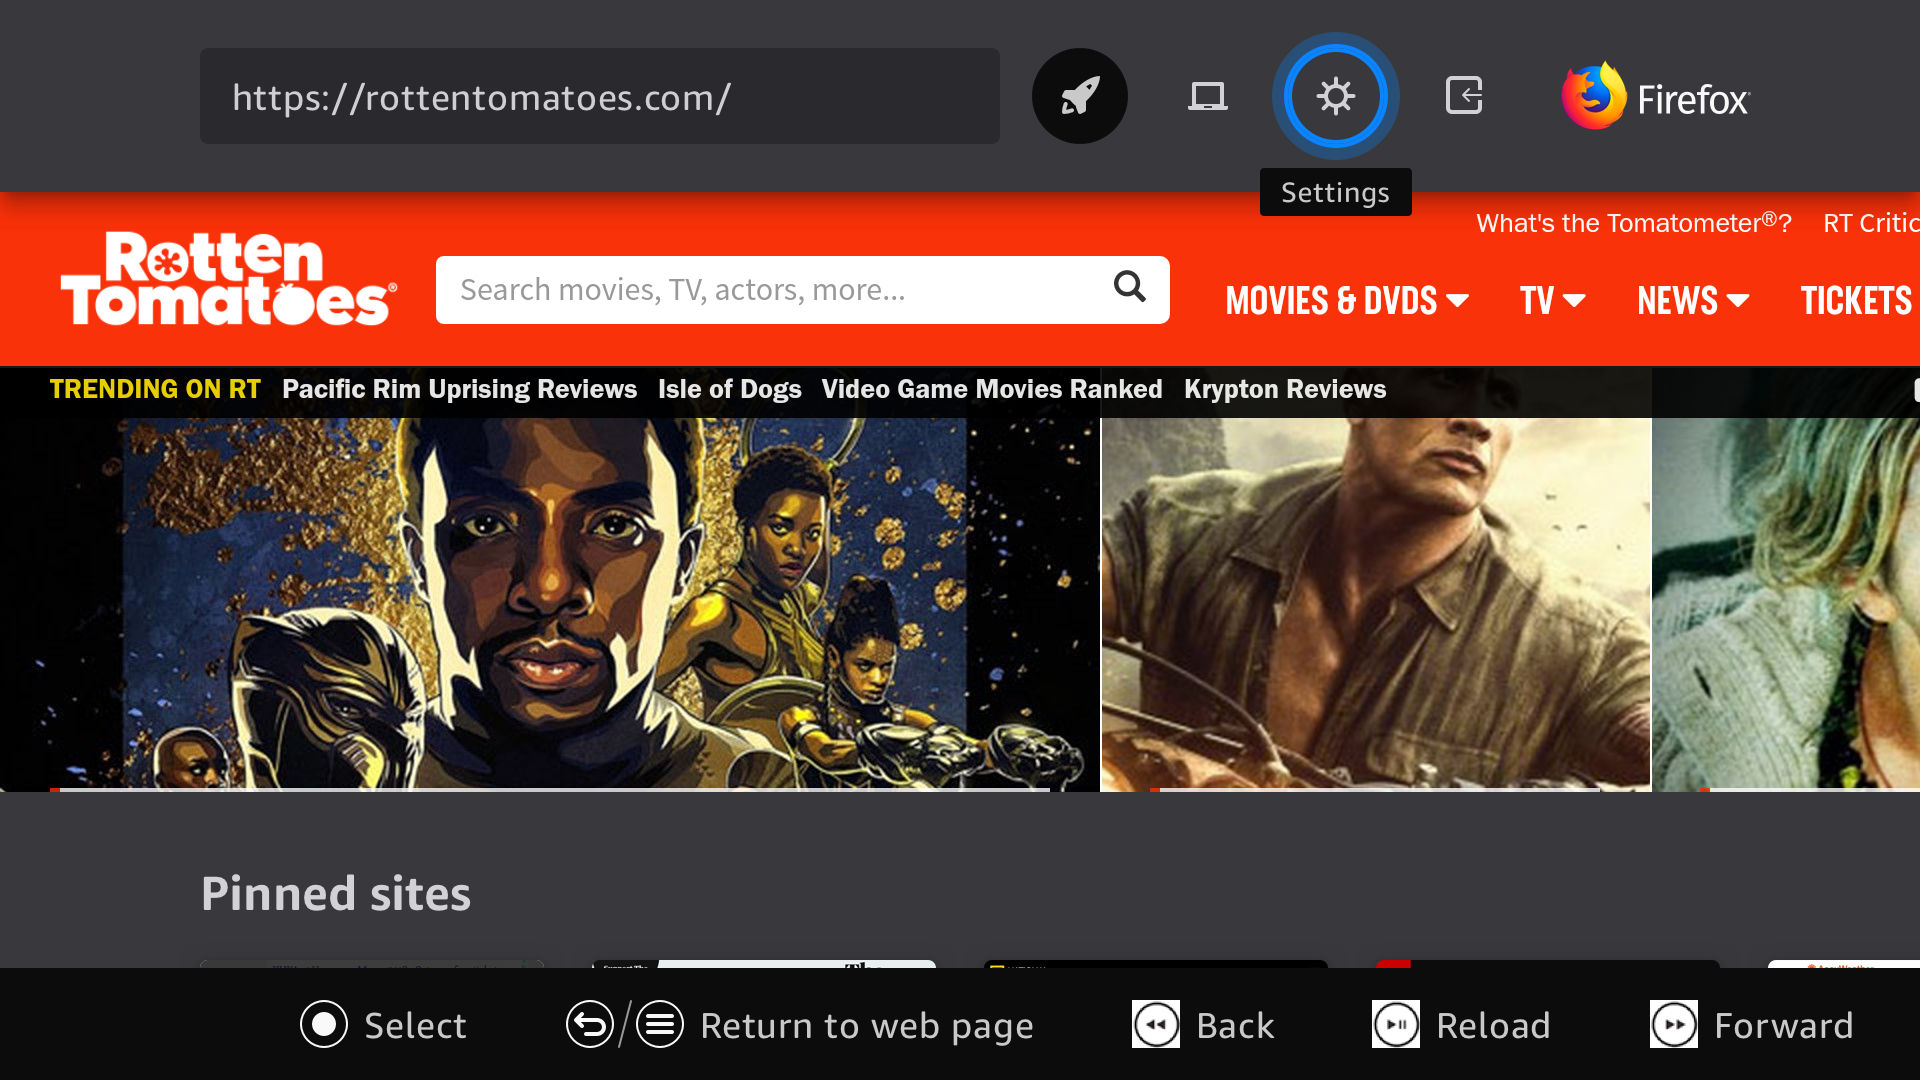 https://rottentomatoes.com/
Firefox
Settings
What's the Tomatometer®?
RT Critic
Rotten
Tomatoes®
Search movies, TV, actors, more...
MOVIES & DVDS
TV
NEWS
TICKETS
TRENDING ON RT
Pacific Rim Uprising Reviews
Isle of Dogs
Video Game Movies Ranked
Krypton Reviews
Pinned sites
Select
Return to web page
Back
Reload
Forward